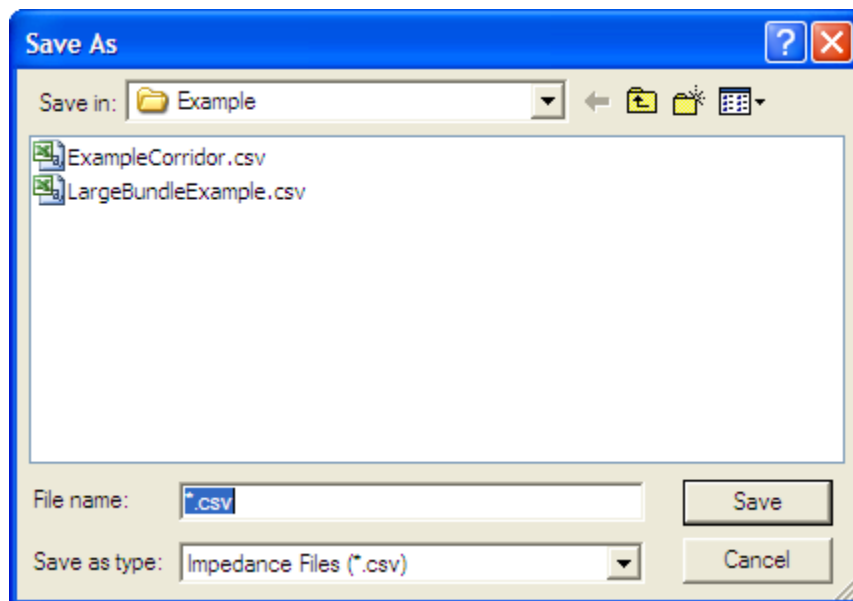 Save As
Save in: Example
ExampleCorridor.csv
LargeBundleExample.csv
File name: *.csv Save
Save as type: Impedance Files (*.csv) Cancel